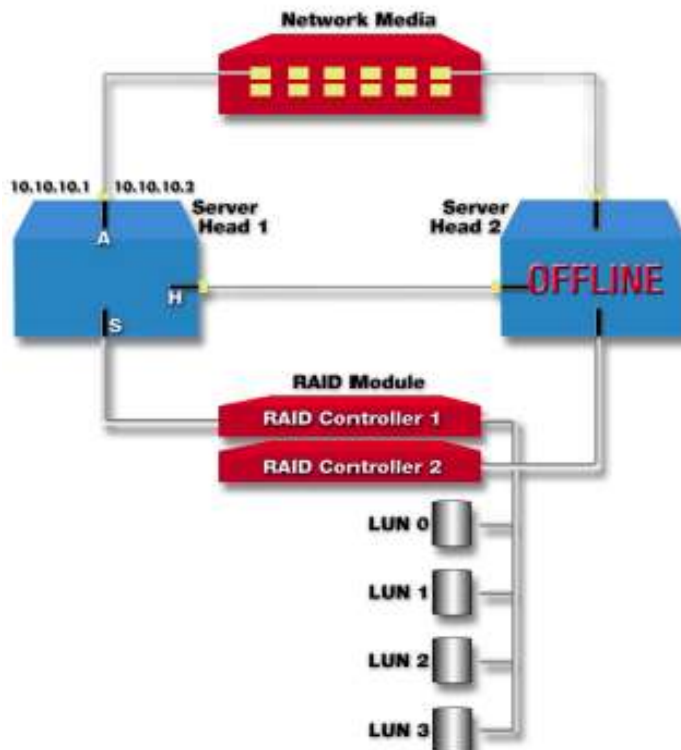 Network Media
10.10.10.1 10.10.10.2
Server
Head 1
Server
Head 2
A
OFFLINE
H
S
RAID Module
RAID Controller 1
RAID Controller 2
LUN 0
LUN 1
LUN 2
LUN 3